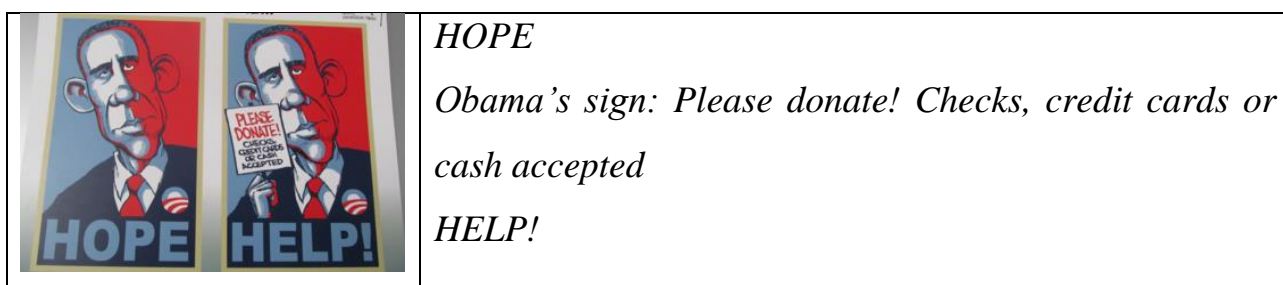 HOPE
PLEASE
DONATE!
CHECKS,
CREDIT CARDS
OR CASH
ACCEPTED
HELP!
HOPE
Obama’s sign: Please donate! Checks, credit cards or
cash accepted
HELP!